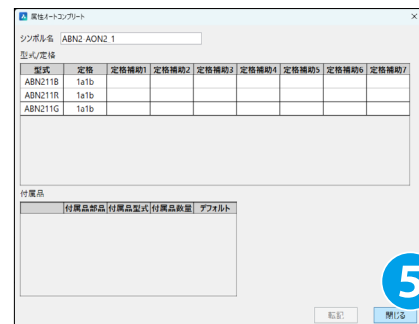 属性オートコンプリート
シンボル名 ABN2-AON2_1
型式/定格
型式 定格 定格補助1 定格補助2 定格補助3 定格補助4 定格補助5 定格補助6 定格補助7
ABN211B 1a1b
ABN211R 1a1b
ABN211G 1a1b
付属品
付属品部品 付属品型式 付属品数量 デフォルト
転記 閉じる
5